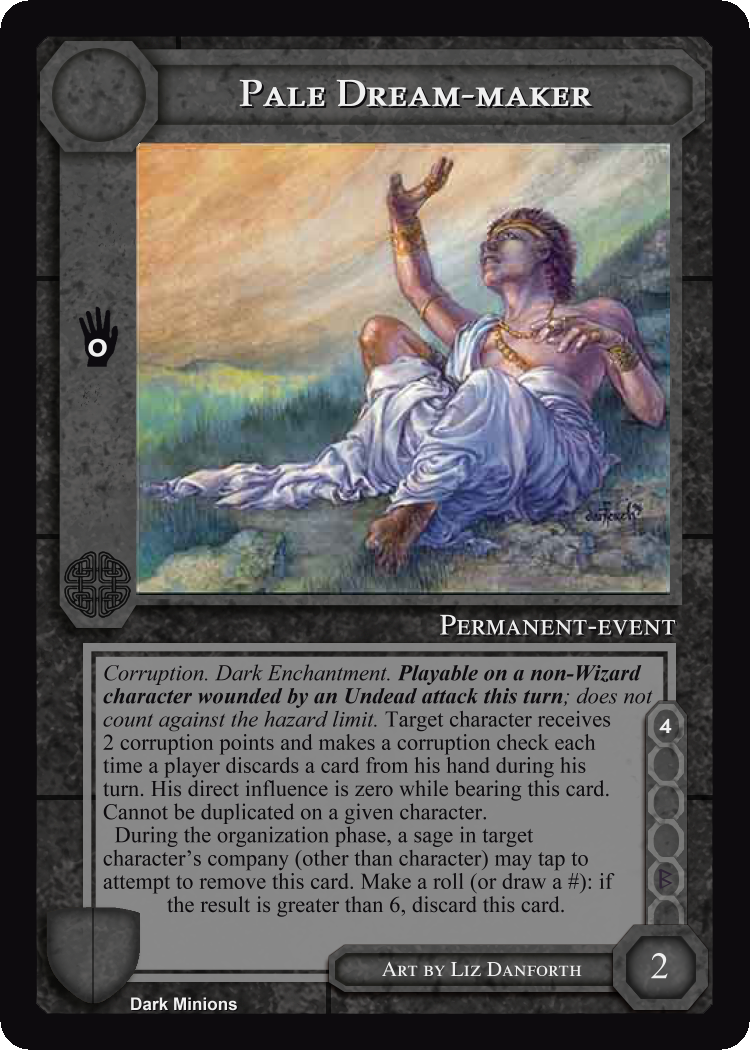 PALE DREAM-MAKER
O
PERMANENT-EVENT
Corruption. Dark Enchantment. Playable on a non-Wizard
character wounded by an Undead attack this turn; does not
count against the hazard limit. Target character receives
2 corruption points and makes a corruption check each
time a player discards a card from his hand during his
turn. His direct influence is zero while bearing this card.
Cannot be duplicated on a given character.
During the organization phase, a sage in target
character's company (other than character) may tap to
attempt to remove this card. Make a roll (or draw a #): if
the result is greater than 6, discard this card.
4
B
ART BY LIZ DANFORTH
2
Dark Minions